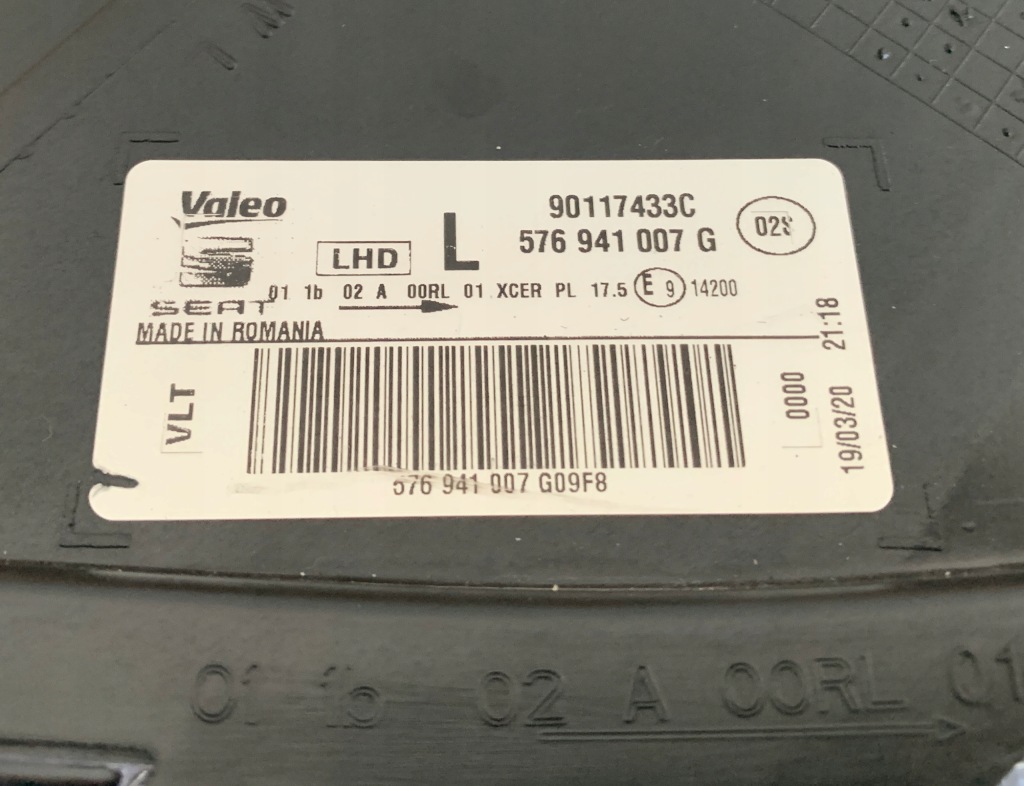 Valeo
SEAT
LHD
L
90117433C
576 941 007 G
01 1b 02 A 00RL 01 XCER PL 17.5 E 9 14200
MADE IN ROMANIA
VLT
576 941 007 G09F8
0000
19/03/20 21:18
01 1b 02 A 00RL 01